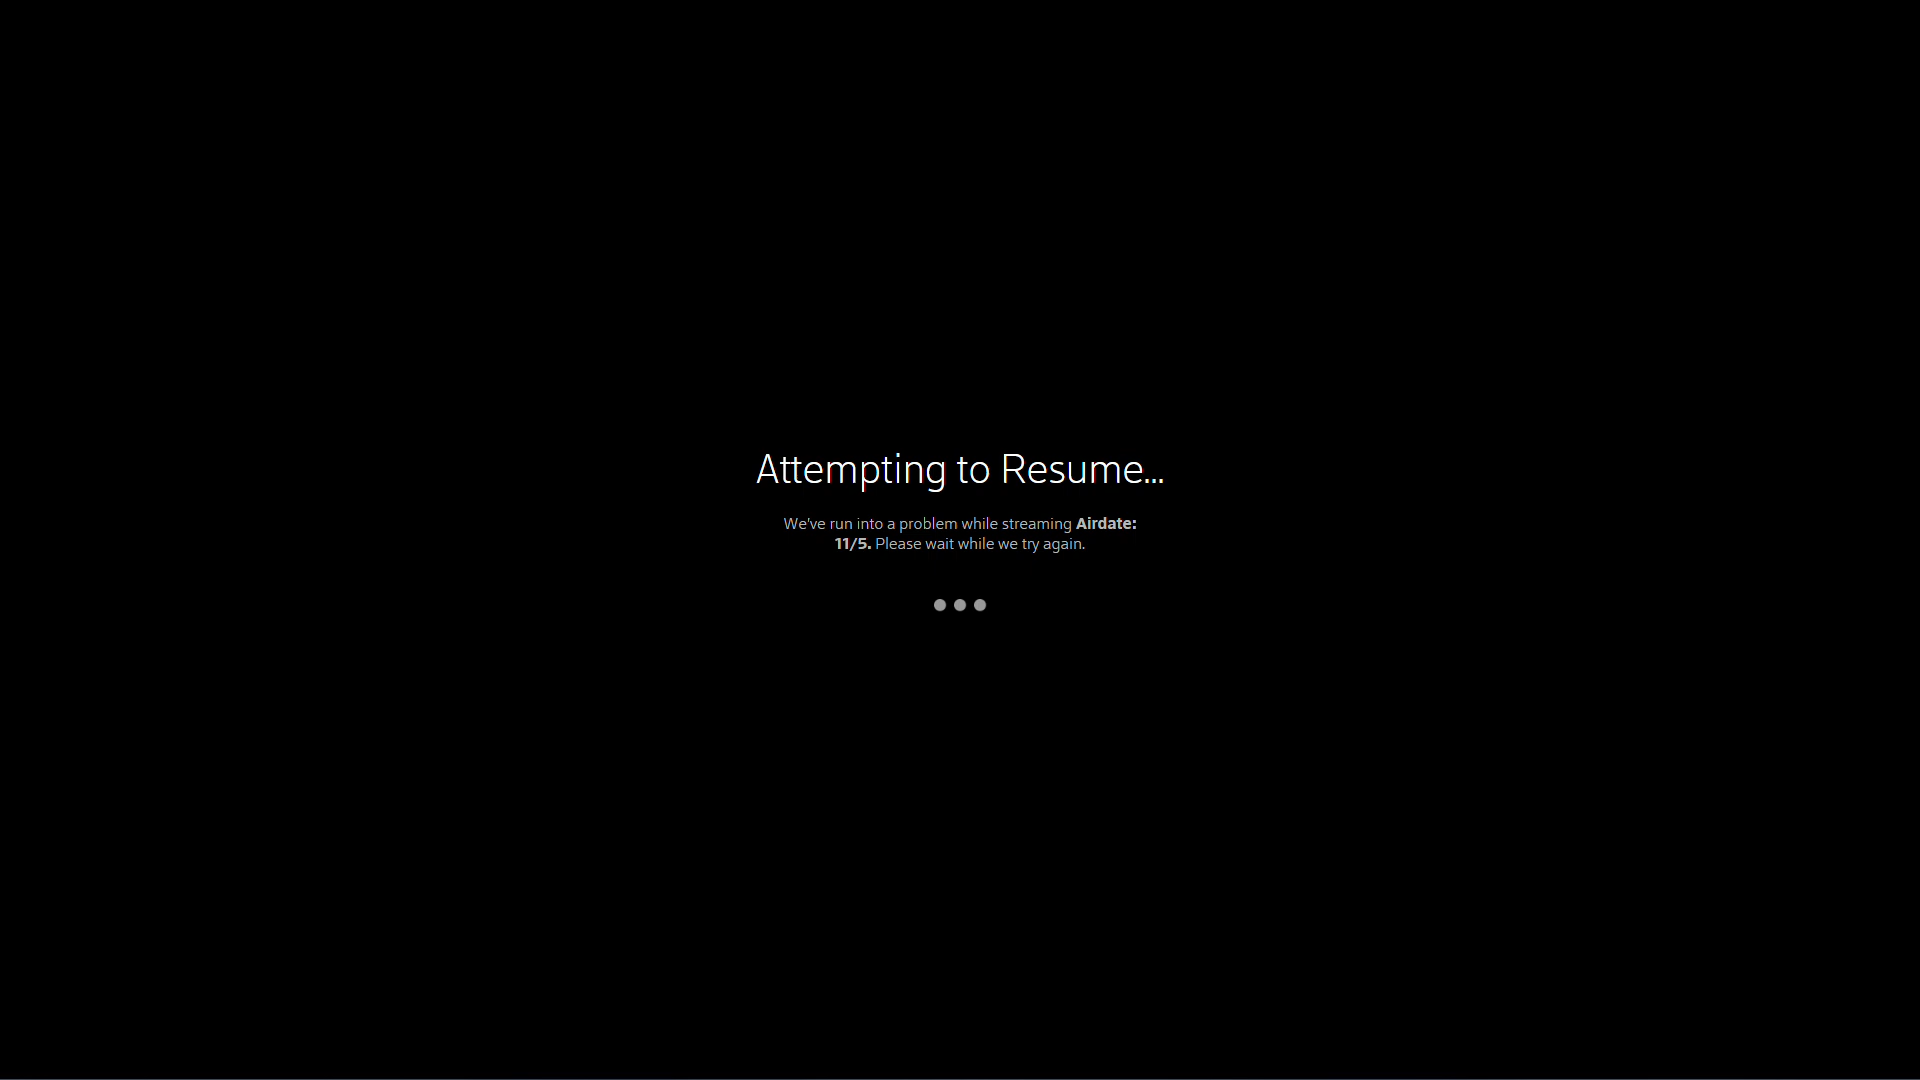 Attempting to Resume...
We've run into a problem while streaming Airdate:
11/5. Please wait while we try again.